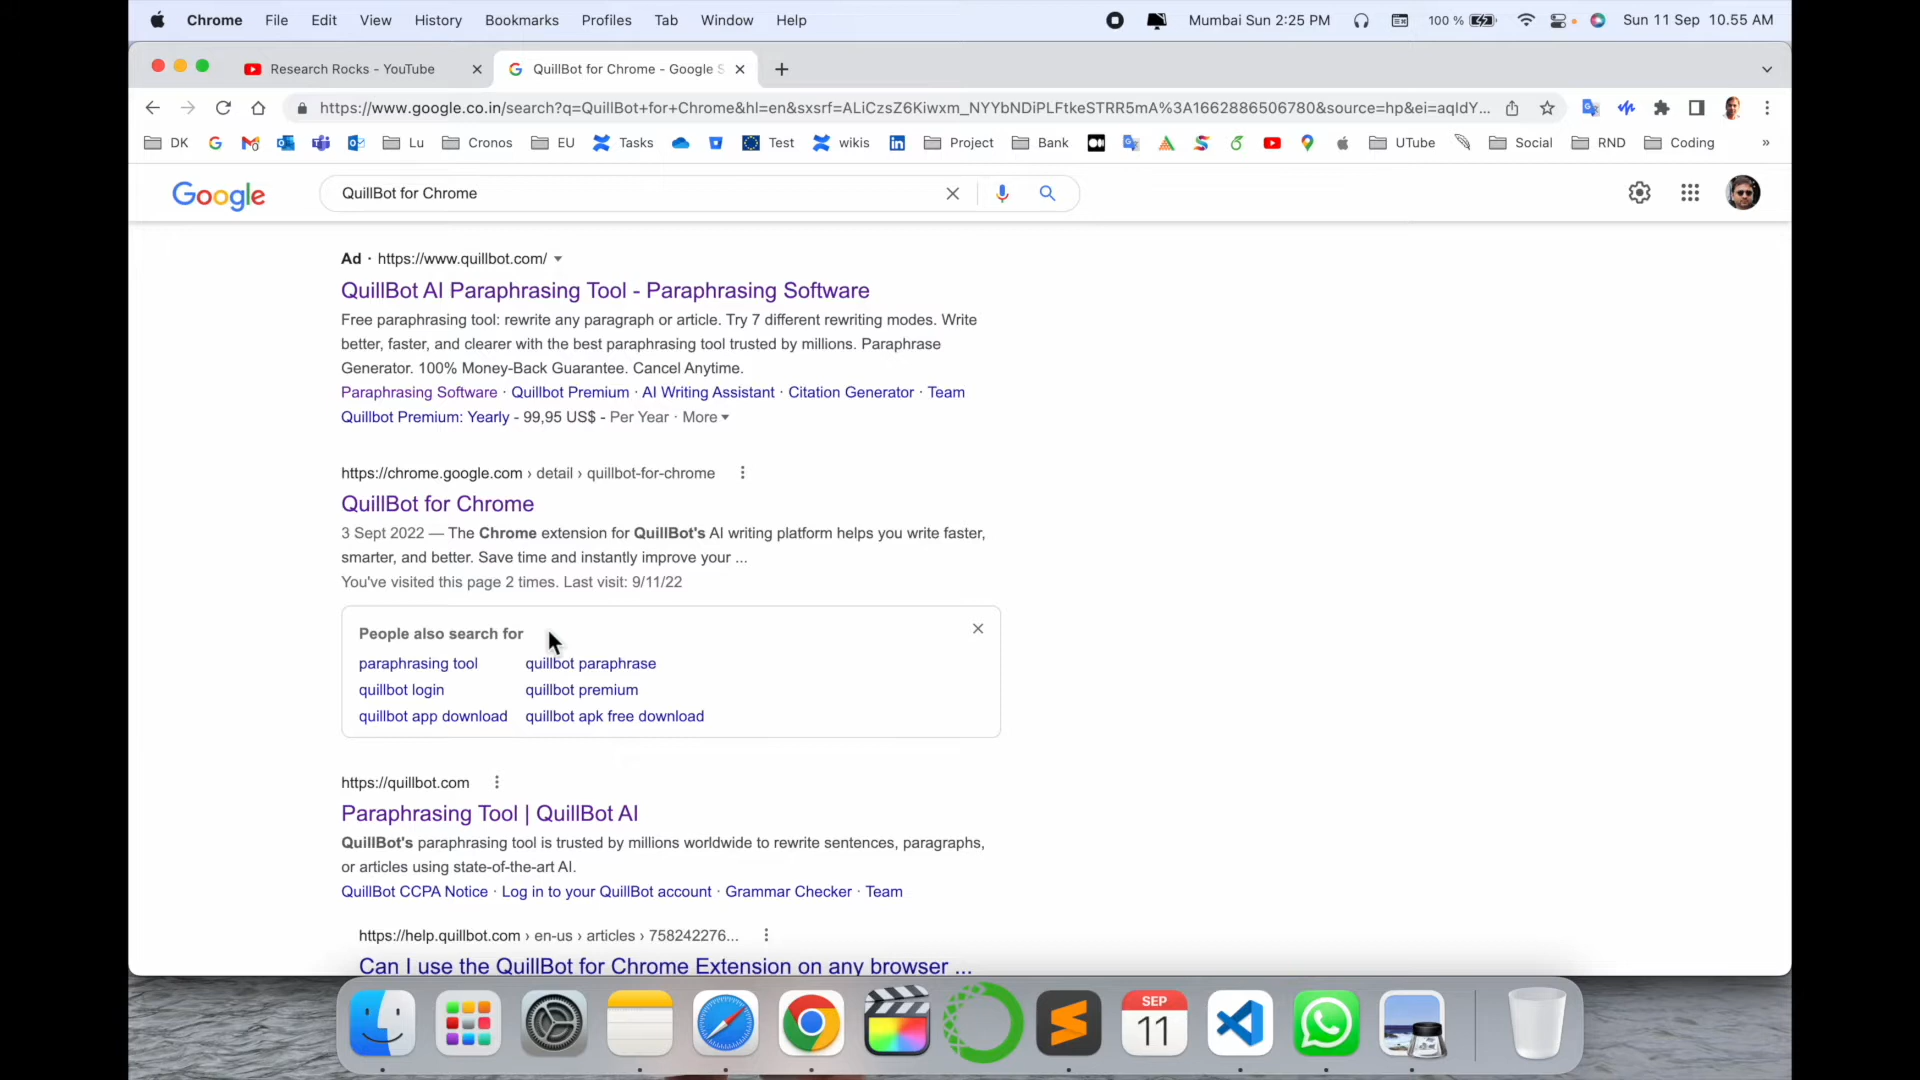 Chrome File Edit View History Bookmarks Profiles Tab Window Help Mumbai Sun 2:25 PM 100 % Sun 11 Sep 10.55 AM
Research Rocks - YouTube QuillBot for Chrome - Google S
https://www.google.co.in/search?q=QuillBot+for+Chrome&hl=en&sxsrf=ALiCzsZ6Kiwxm_NYYbNDiPLFtkeSTRR5mA%3A1662886506780&source=hp&ei=aqIdY...
DK Lu Cronos EU Tasks Test wikis Project Bank UTube Social RND Coding »
Google QuillBot for Chrome
Ad · https://www.quillbot.com/
QuillBot AI Paraphrasing Tool - Paraphrasing Software
Free paraphrasing tool: rewrite any paragraph or article. Try 7 different rewriting modes. Write
better, faster, and clearer with the best paraphrasing tool trusted by millions. Paraphrase
Generator. 100% Money-Back Guarantee. Cancel Anytime.
Paraphrasing Software · Quillbot Premium · AI Writing Assistant · Citation Generator · Team
Quillbot Premium: Yearly - 99,95 US$ - Per Year · More
https://chrome.google.com › detail › quillbot-for-chrome
QuillBot for Chrome
3 Sept 2022 — The Chrome extension for QuillBot's AI writing platform helps you write faster,
smarter, and better. Save time and instantly improve your ...
You've visited this page 2 times. Last visit: 9/11/22
People also search for
paraphrasing tool quillbot paraphrase
quillbot login quillbot premium
quillbot app download quillbot apk free download
https://quillbot.com
Paraphrasing Tool | QuillBot AI
QuillBot's paraphrasing tool is trusted by millions worldwide to rewrite sentences, paragraphs,
or articles using state-of-the-art AI.
QuillBot CCPA Notice · Log in to your QuillBot account · Grammar Checker · Team
https://help.quillbot.com › en-us › articles › 758242276...
Can I use the QuillBot for Chrome Extension on any browser ...
SEP
11